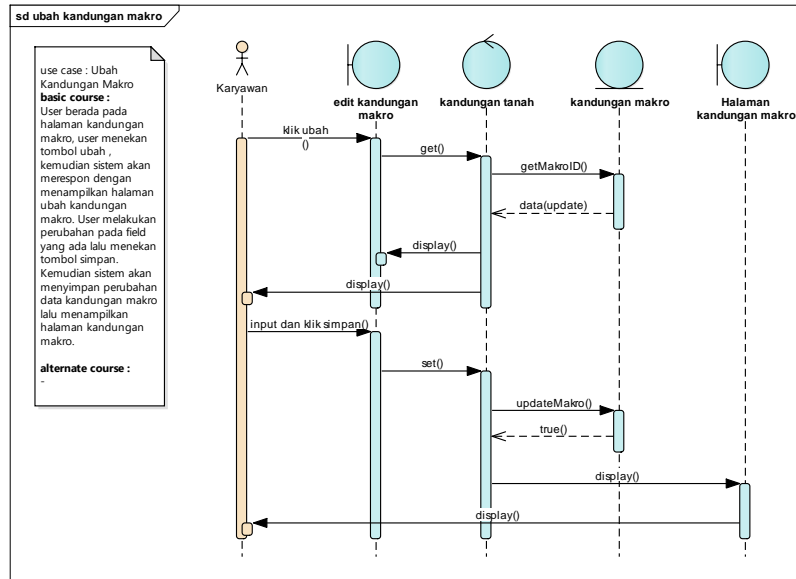 sd ubah kandungan makro
use case : Ubah
Kandungan Makro
basic course :
User berada pada
halaman kandungan
makro, user menekan
tombol ubah ,
kemudian sistem akan
merespon dengan
menampilkan halaman
ubah kandungan
makro. User melakukan
perubahan pada field
yang ada lalu menekan
tombol simpan.
Kemudian sistem akan
menyimpan perubahan
data kandungan makro
lalu menampilkan
halaman kandungan
makro.
alternate course :
-
Karyawan
edit kandungan
makro
kandungan tanah
kandungan makro
Halaman
kandungan makro
klik ubah
()
get()
getMakroID()
data(update)
display()
display()
input dan klik simpan()
set()
updateMakro()
true()
display()
display()